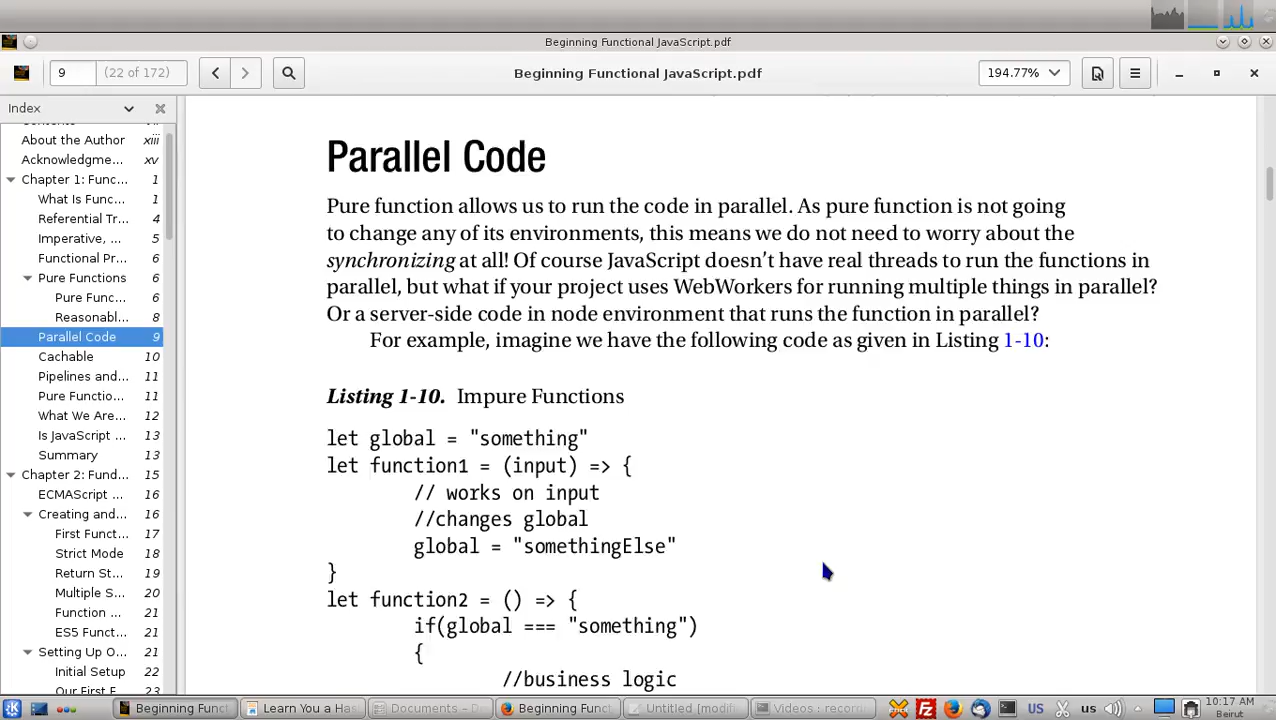 Beginning Functional JavaScript.pdf
9 (22 of 172)
Beginning Functional JavaScript.pdf
194.77%
Index
About the Author xiii
Acknowledgme... xv
Chapter 1: Func... 1
What Is Func... 1
Referential Tr... 4
Imperative, ... 5
Functional Pr... 6
Pure Functions 6
Pure Func... 6
Reasonabl... 8
Parallel Code 9
Cachable 10
Pipelines and... 11
Pure Functio... 11
What We Are... 12
Is JavaScript ... 13
Summary 13
Chapter 2: Fund... 15
ECMAScript ... 16
Creating and... 16
First Funct... 17
Strict Mode 18
Return St... 19
Multiple S... 20
Function ... 21
ES5 Funct... 21
Setting Up O... 21
Initial Setup 22
Our First F... 23
Parallel Code
Pure function allows us to run the code in parallel. As pure function is not going
to change any of its environments, this means we do not need to worry about the
synchronizing at all! Of course JavaScript doesn't have real threads to run the functions in
parallel, but what if your project uses WebWorkers for running multiple things in parallel?
Or a server-side code in node environment that runs the function in parallel?
For example, imagine we have the following code as given in Listing 1-10:
Listing 1-10. Impure Functions
let global = "something"
let function1 = (input) => {
// works on input
//changes global
global = "somethingElse"
}
let function2 = () => {
if(global === "something")
{
//business logic
Beginning Func
Learn You a Has
Documents – D
Beginning Funct
Untitled [modif
Videos : recordi
US
us
10:17 AM
Beirut